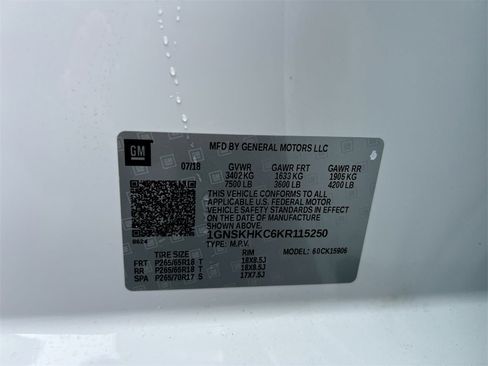 GM
MFD BY GENERAL MOTORS LLC
07/18 GVWR GAWR FRT GAWR RR
3402 KG 1633 KG 1905 KG
7500 LB 3600 LB 4200 LB
THIS VEHICLE CONFORMS TO ALL
APPLICABLE U.S. FEDERAL MOTOR
VEHICLE SAFETY STANDARDS IN
EFFECT ON THE DATE OF MANUFACTURE
SHOWN ABOVE.
1GNSKHKC6KR115250
8624 TYPE: M.P.V. MODEL: 60CK15906
TIRE SIZE RIM
FRT P265/65R18 T 18X8.5J
RR P265/65R18 T 18X8.5J
SPA P265/70R17 S 17X7.5J